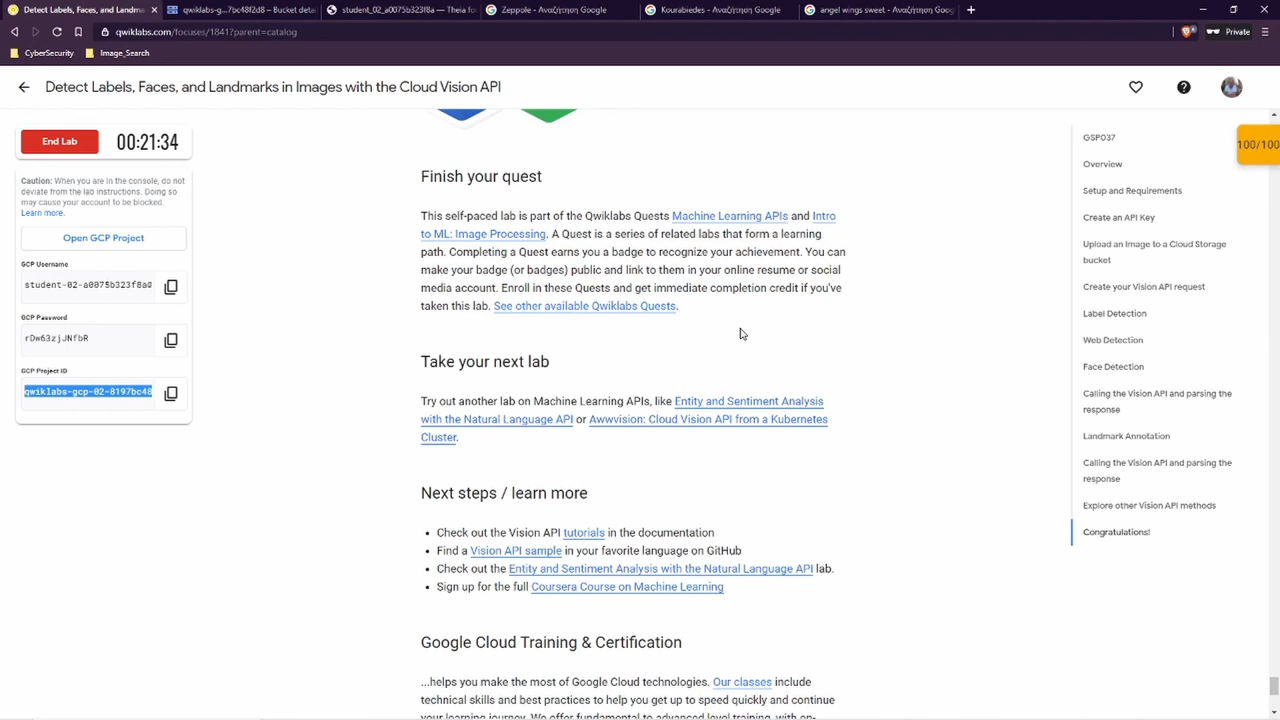 Detect Labels, Faces, and Landma
qwiklabs-g...7bc48f2d8 – Bucket deta
student_02_a0075b323f8a — Theia fo
Zeppole - Αναζήτηση Google
Kourabiedes - Αναζήτηση Google
angel wings sweet - Αναζήτηση Goog
qwiklabs.com/focuses/1841?parent=catalog
Private
CyberSecurity
Image_Search
Detect Labels, Faces, and Landmarks in Images with the Cloud Vision API
End Lab
00:21:34
Caution: When you are in the console, do not
deviate from the lab instructions. Doing so
may cause your account to be blocked.
Learn more.
Open GCP Project
GCP Username
student-02-a0075b323f8a@
GCP Password
rDw63zjJNfbR
GCP Project ID
qwiklabs-gcp-02-8197bc48
Finish your quest
This self-paced lab is part of the Qwiklabs Quests Machine Learning APIs and Intro
to ML: Image Processing. A Quest is a series of related labs that form a learning
path. Completing a Quest earns you a badge to recognize your achievement. You can
make your badge (or badges) public and link to them in your online resume or social
media account. Enroll in these Quests and get immediate completion credit if you've
taken this lab. See other available Qwiklabs Quests.
Take your next lab
Try out another lab on Machine Learning APIs, like Entity and Sentiment Analysis
with the Natural Language API or Awwvision: Cloud Vision API from a Kubernetes
Cluster.
Next steps / learn more
• Check out the Vision API tutorials in the documentation
• Find a Vision API sample in your favorite language on GitHub
• Check out the Entity and Sentiment Analysis with the Natural Language API lab.
• Sign up for the full Coursera Course on Machine Learning
Google Cloud Training & Certification
...helps you make the most of Google Cloud technologies. Our classes include
technical skills and best practices to help you get up to speed quickly and continue
your learning journey. We offer fundamental to advanced level training, with on-
GSP037
Overview
Setup and Requirements
Create an API Key
Upload an Image to a Cloud Storage
bucket
Create your Vision API request
Label Detection
Web Detection
Face Detection
Calling the Vision API and parsing the
response
Landmark Annotation
Calling the Vision API and parsing the
response
Explore other Vision API methods
Congratulations!
100/100